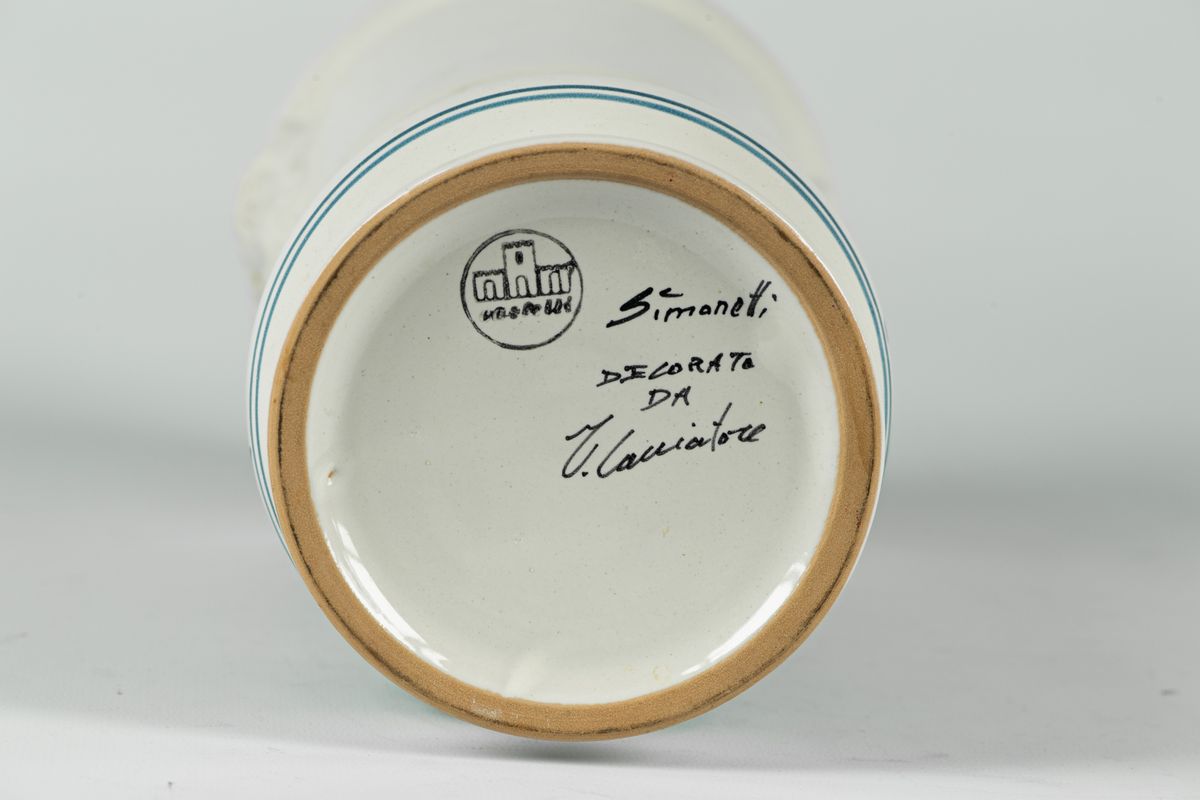 Simonetti
DECORATO
DA
V. Cacciatore